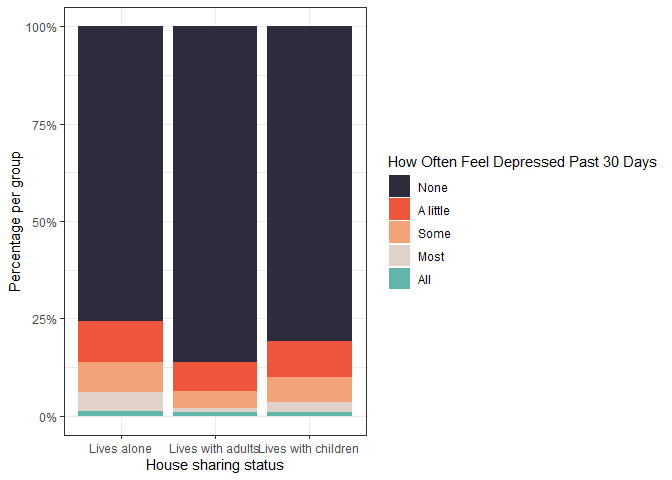 100%
75%
50%
25%
0%
Percentage per group
Lives alone
Lives with adults
Lives with children
House sharing status
How Often Feel Depressed Past 30 Days
None
A little
Some
Most
All